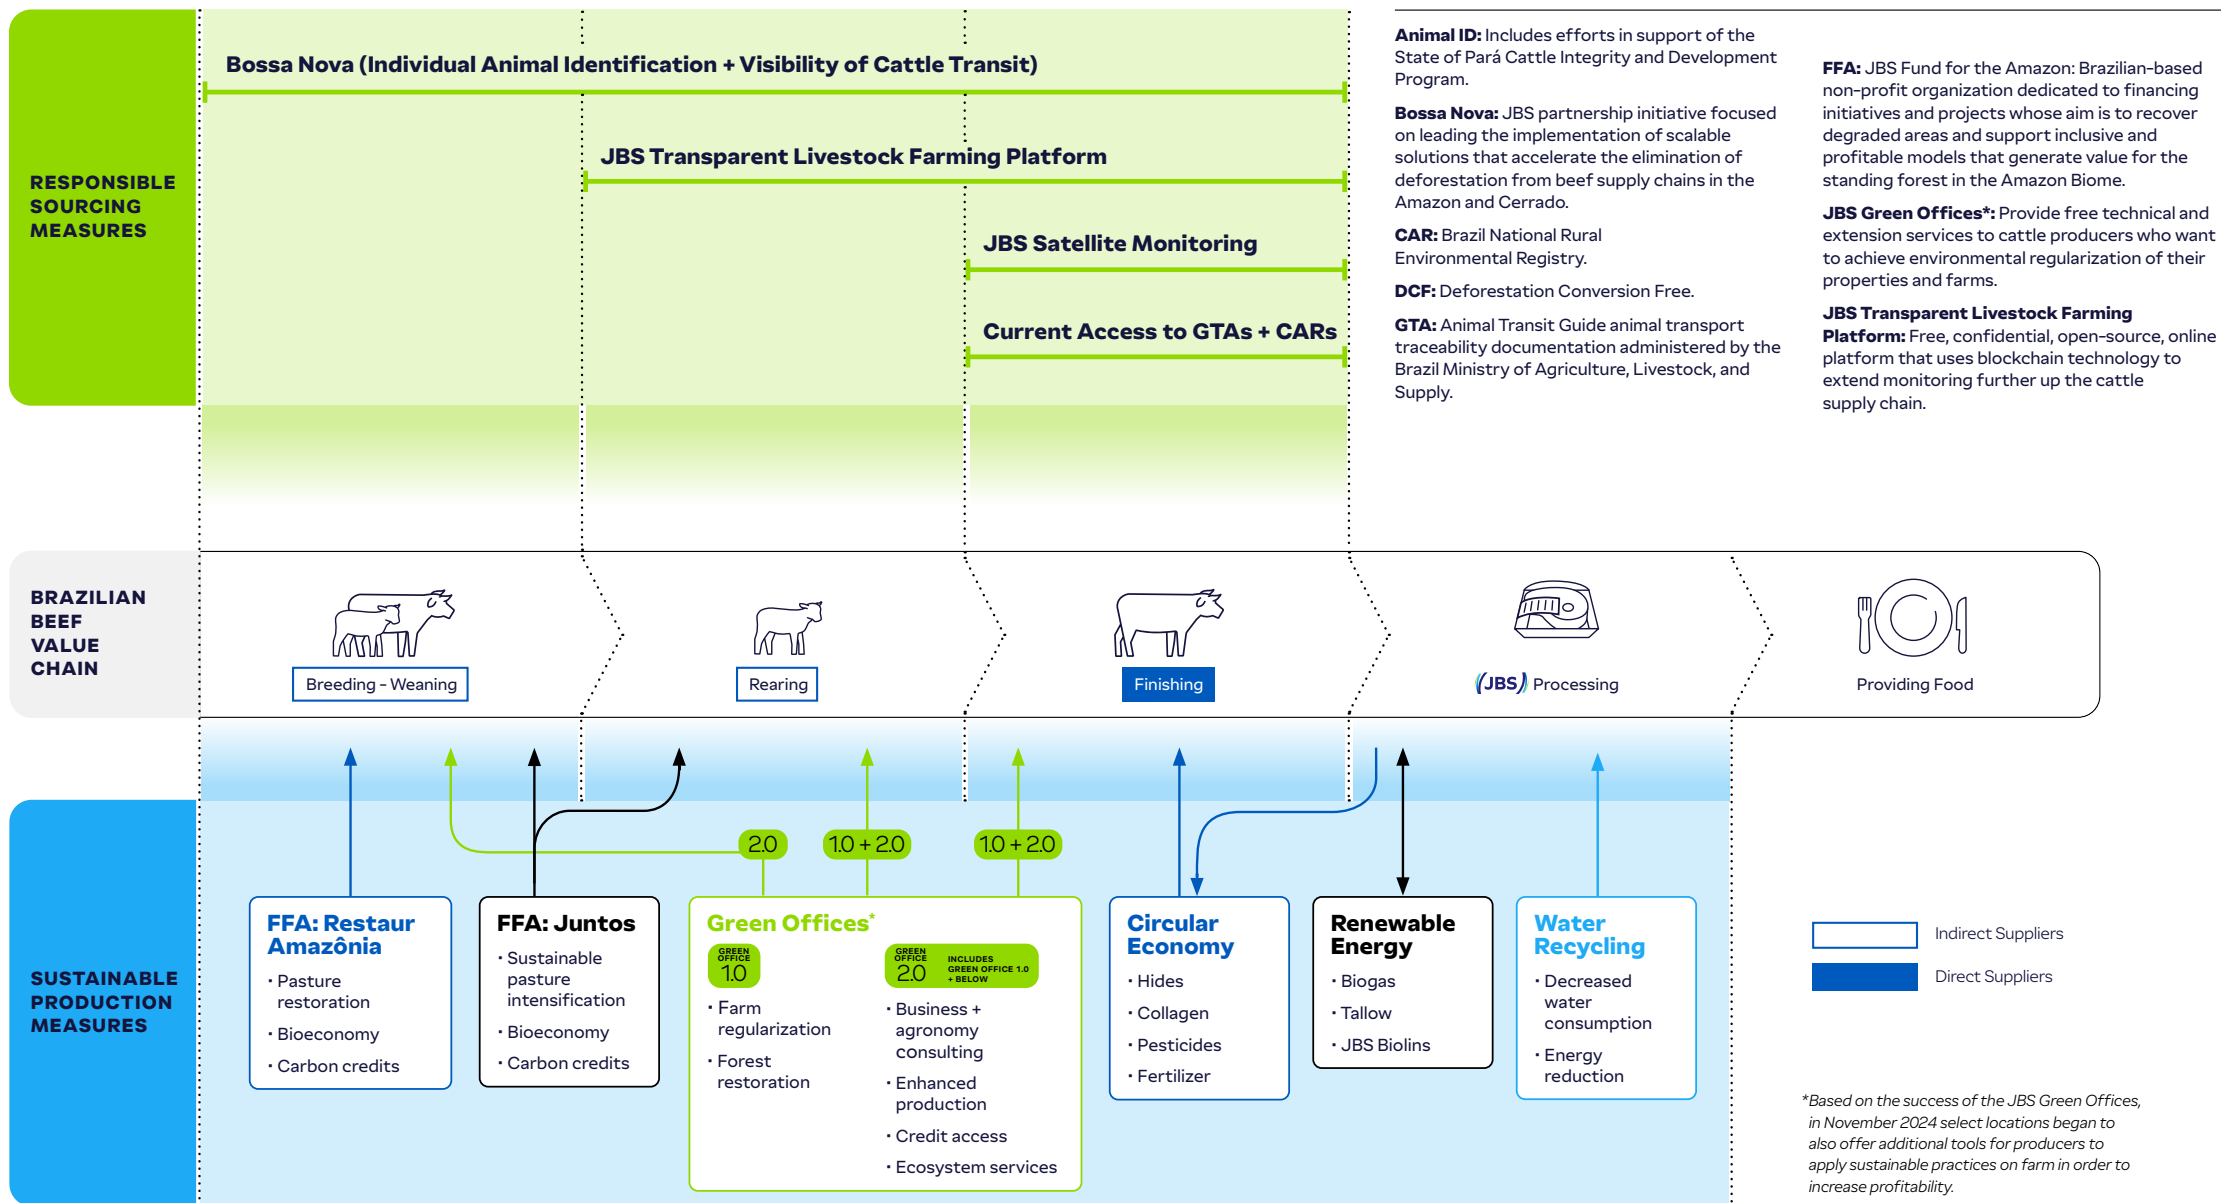 RESPONSIBLE
SOURCING
MEASURES
Bossa Nova (Individual Animal Identification + Visibility of Cattle Transit)
JBS Transparent Livestock Farming Platform
JBS Satellite Monitoring
Current Access to GTAs + CARs
Animal ID: Includes efforts in support of the
State of Pará Cattle Integrity and Development
Program.
Bossa Nova: JBS partnership initiative focused
on leading the implementation of scalable
solutions that accelerate the elimination of
deforestation from beef supply chains in the
Amazon and Cerrado.
CAR: Brazil National Rural
Environmental Registry.
DCF: Deforestation Conversion Free.
GTA: Animal Transit Guide animal transport
traceability documentation administered by the
Brazil Ministry of Agriculture, Livestock, and
Supply.
FFA: JBS Fund for the Amazon: Brazilian-based
non-profit organization dedicated to financing
initiatives and projects whose aim is to recover
degraded areas and support inclusive and
profitable models that generate value for the
standing forest in the Amazon Biome.
JBS Green Offices*: Provide free technical and
extension services to cattle producers who want
to achieve environmental regularization of their
properties and farms.
JBS Transparent Livestock Farming
Platform: Free, confidential, open-source, online
platform that uses blockchain technology to
extend monitoring further up the cattle
supply chain.
BRAZILIAN
BEEF
VALUE
CHAIN
Breeding - Weaning
Rearing
Finishing
JBS Processing
Providing Food
SUSTAINABLE
PRODUCTION
MEASURES
2.0
1.0 + 2.0
1.0 + 2.0
FFA: Restaur
Amazônia
· Pasture
restoration
· Bioeconomy
· Carbon credits
FFA: Juntos
· Sustainable
pasture
intensification
· Bioeconomy
· Carbon credits
Green Offices*
GREEN
OFFICE
1.0
· Farm
regularization
· Forest
restoration
GREEN
OFFICE
2.0
INCLUDES
GREEN OFFICE 1.0
+ BELOW
· Business +
agronomy
consulting
· Enhanced
production
· Credit access
· Ecosystem services
Circular
Economy
· Hides
· Collagen
· Pesticides
· Fertilizer
Renewable
Energy
· Biogas
· Tallow
· JBS Biolins
Water
Recycling
· Decreased
water
consumption
· Energy
reduction
Indirect Suppliers
Direct Suppliers
*Based on the success of the JBS Green Offices,
in November 2024 select locations began to
also offer additional tools for producers to
apply sustainable practices on farm in order to
increase profitability.